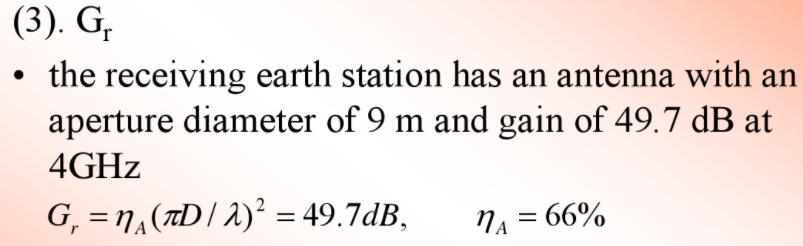 (3). Gr
• the receiving earth station has an antenna with an
aperture diameter of 9 m and gain of 49.7 dB at
4GHz
Gr = ηA(πD / λ)² = 49.7dB, ηA = 66%